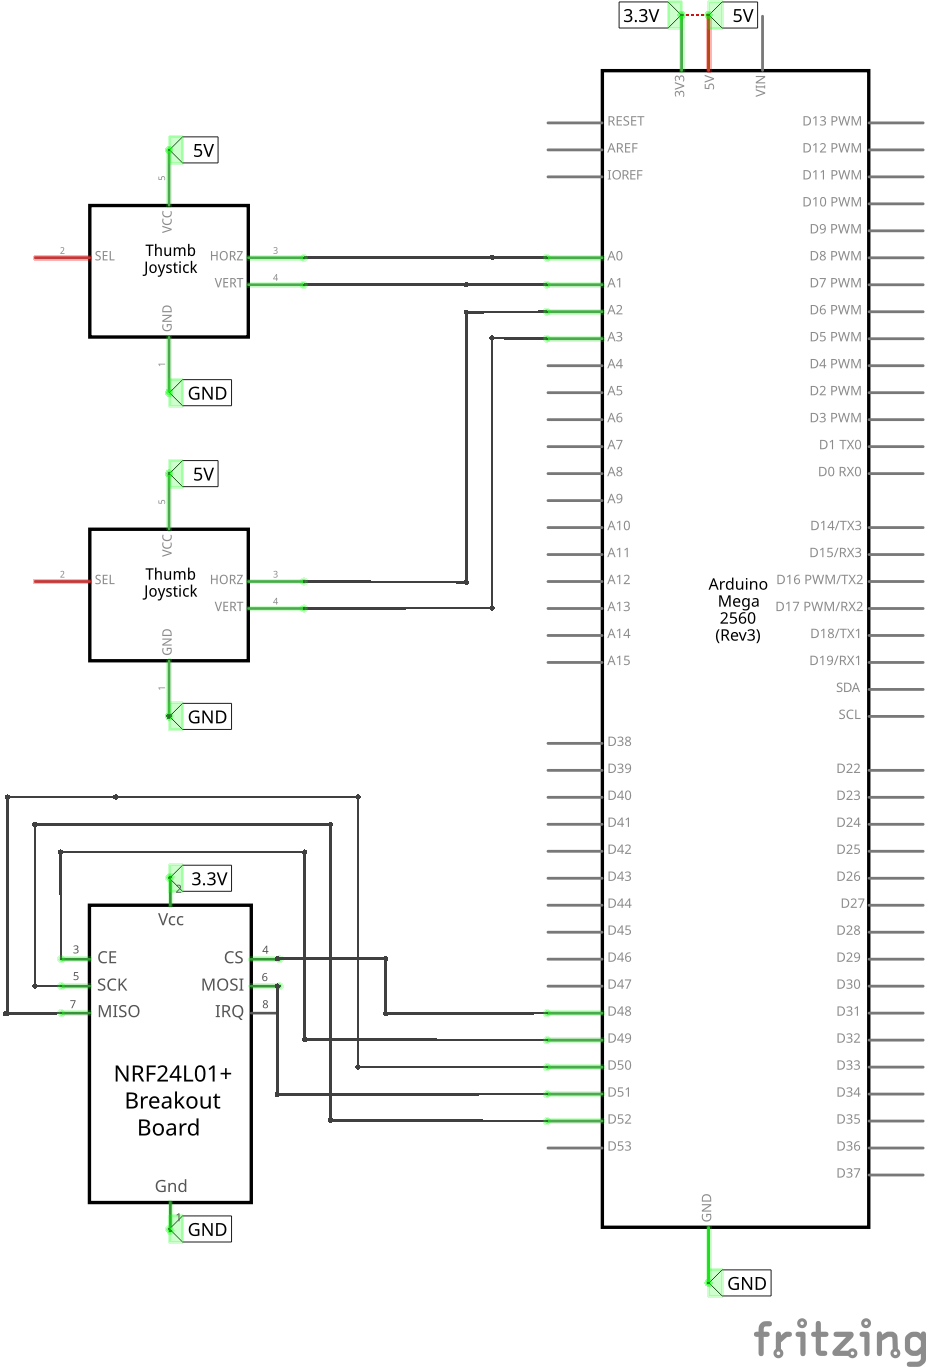 3.3V
5V
3V3
5V
VIN
RESET
AREF
IOREF
A0
A1
A2
A3
A4
A5
A6
A7
A8
A9
A10
A11
A12
A13
A14
A15
D38
D39
D40
D41
D42
D43
D44
D45
D46
D47
D48
D49
D50
D51
D52
D53
D13 PWM
D12 PWM
D11 PWM
D10 PWM
D9 PWM
D8 PWM
D7 PWM
D6 PWM
D5 PWM
D4 PWM
D2 PWM
D3 PWM
D1 TX0
D0 RX0
D14/TX3
D15/RX3
D16 PWM/TX2
D17 PWM/RX2
D18/TX1
D19/RX1
SDA
SCL
D22
D23
D24
D25
D26
D27
D28
D29
D30
D31
D32
D33
D34
D35
D36
D37
Arduino
Mega
2560
(Rev3)
GND
GND
5V
5
VCC
2
SEL
Thumb
Joystick
HORZ
3
VERT
4
GND
1
GND
5V
5
VCC
2
SEL
Thumb
Joystick
HORZ
3
VERT
4
GND
1
GND
3.3V
2
Vcc
3
CE
CS
4
5
SCK
MOSI
6
7
MISO
IRQ
8
NRF24L01+
Breakout
Board
Gnd
1
GND
fritzing